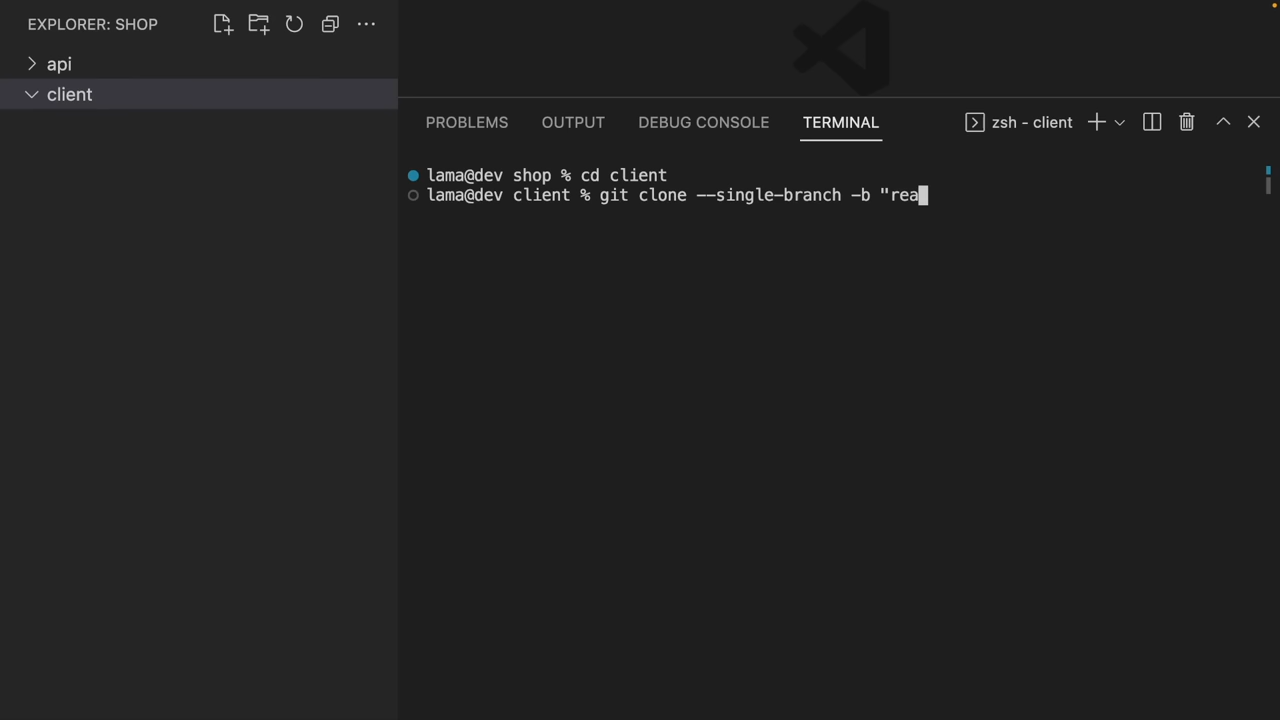 EXPLORER: SHOP
api
client
PROBLEMS OUTPUT DEBUG CONSOLE TERMINAL zsh - client
lama@dev shop % cd client
lama@dev client % git clone --single-branch -b "rea